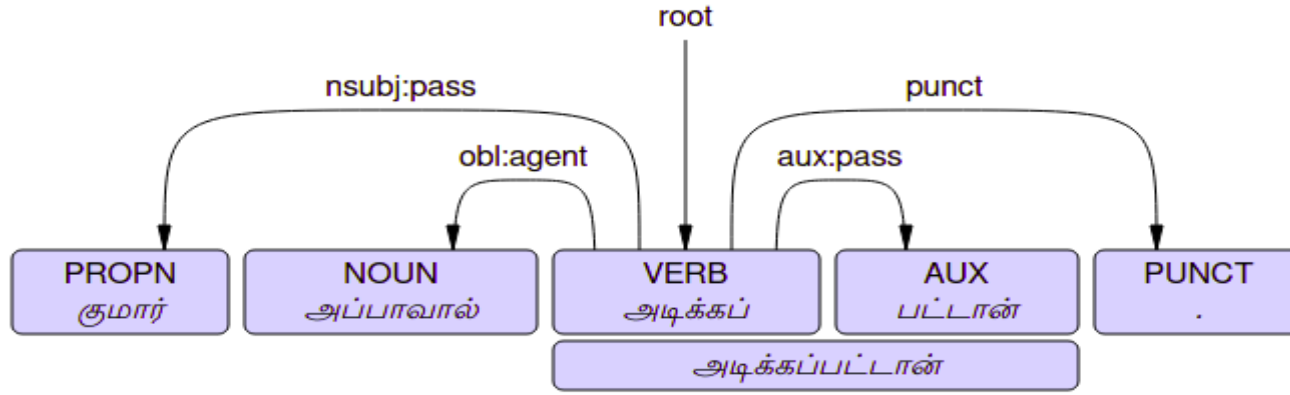 root
nsubj:pass punct
obl:agent aux:pass
PROPN NOUN VERB AUX PUNCT
குமார் அப்பாவால் அடிக்கப் பட்டான் .
அடிக்கப்பட்டான்